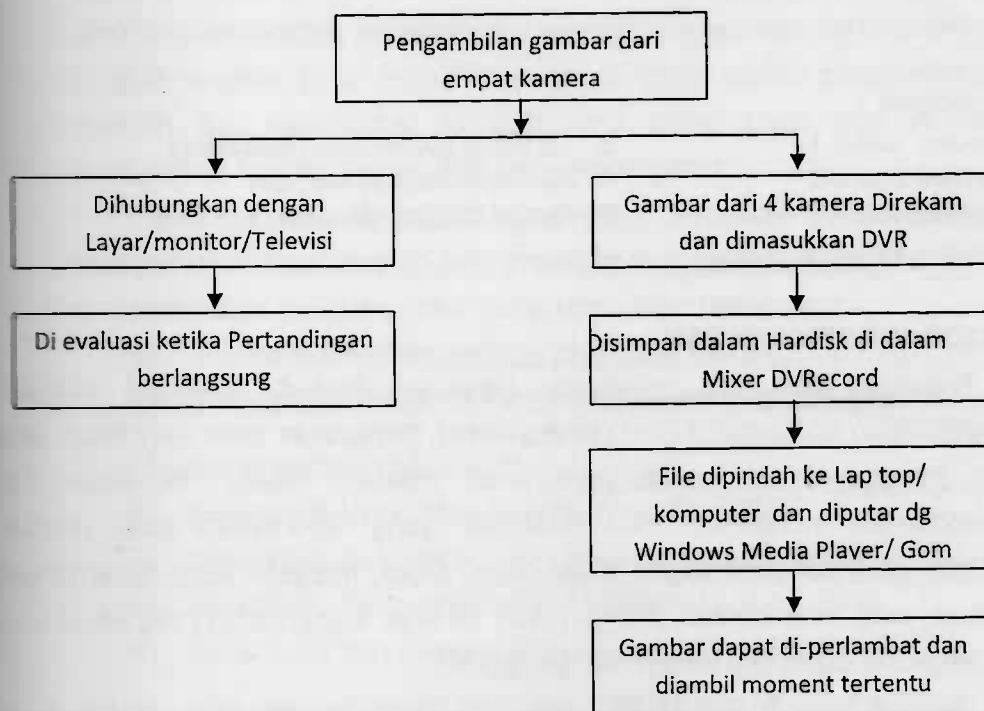 Pengambilan gambar dari
empat kamera
Dihubungkan dengan
Layar/monitor/Televisi
Gambar dari 4 kamera Direkam
dan dimasukkan DVR
Di evaluasi ketika Pertandingan
berlangsung
Disimpan dalam Hardisk di dalam
Mixer DVRecord
File dipindah ke Lap top/
komputer dan diputar dg
Windows Media Plaver/ Gom
Gambar dapat di-perlambat dan
diambil moment tertentu